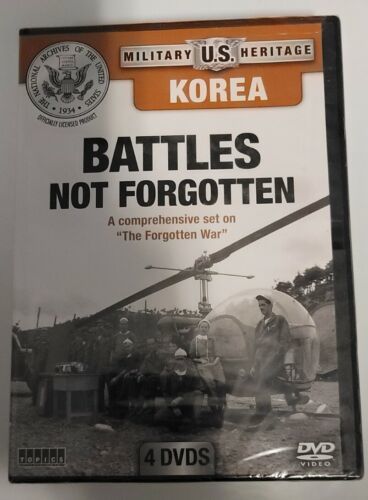 THE NATIONAL ARCHIVES OF THE UNITED STATES
• 1934 •
OFFICIALLY LICENSED PRODUCT
MILITARY U.S. HERITAGE
KOREA
BATTLES
NOT FORGOTTEN
A comprehensive set on
"The Forgotten War"
TOPICS
4 DVDS
DVD
VIDEO